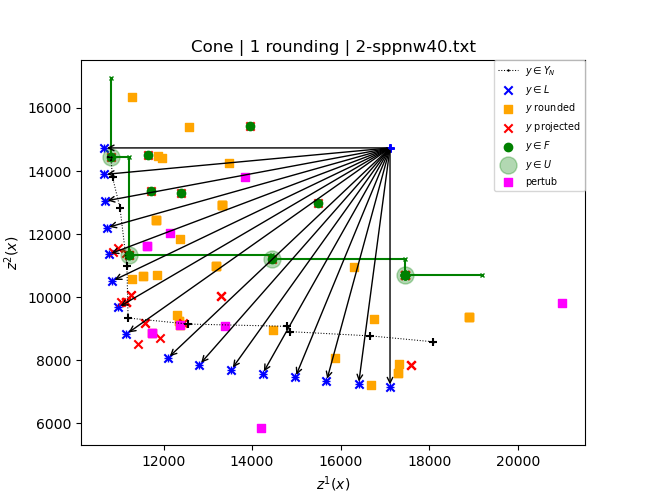 Cone | 1 rounding | 2-sppnw40.txt
y ∈ Y_N
y ∈ L
y rounded
y projected
y ∈ F
y ∈ U
pertub
16000
14000
12000
10000
8000
6000
z²(x)
12000 14000 16000 18000 20000
z¹(x)